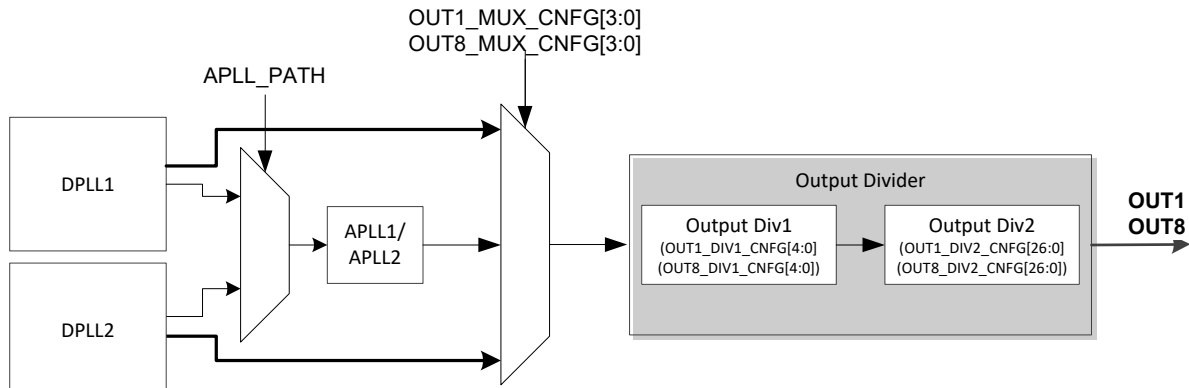 OUT1_MUX_CNFG[3:0]
OUT8_MUX_CNFG[3:0]
APLL_PATH
DPLL1
DPLL2
APLL1/
APLL2
Output Divider
Output Div1
(OUT1_DIV1_CNFG[4:0]
(OUT8_DIV1_CNFG[4:0])
Output Div2
(OUT1_DIV2_CNFG[26:0]
(OUT8_DIV2_CNFG[26:0])
OUT1
OUT8